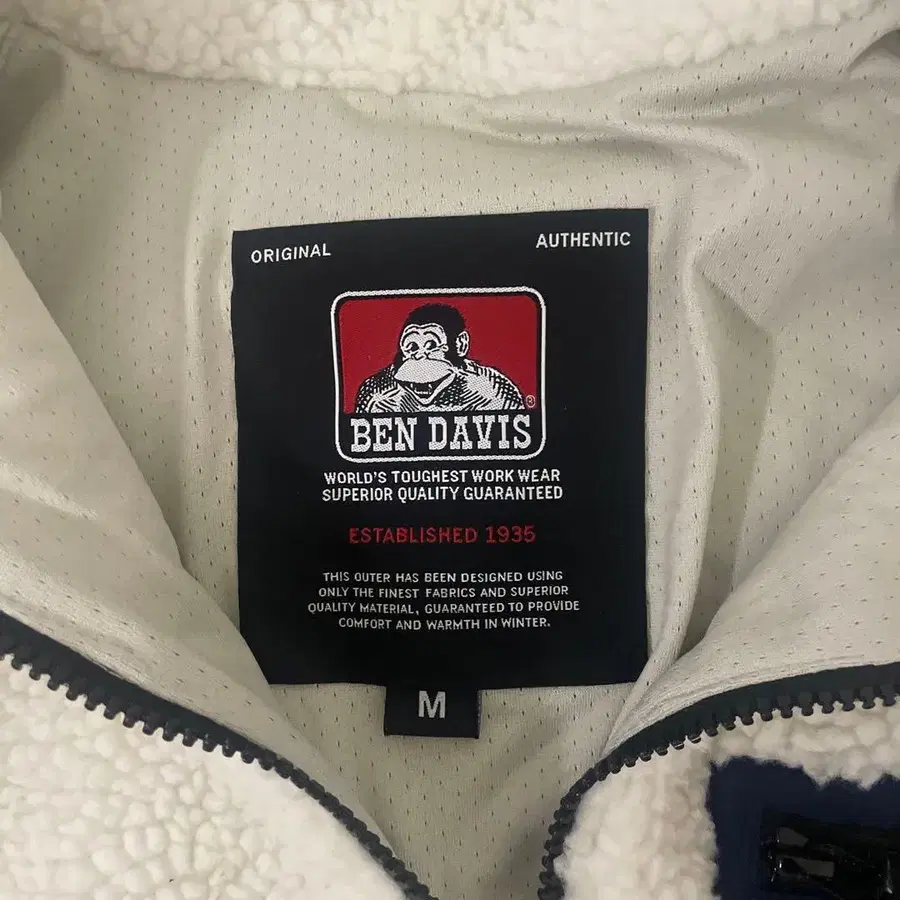 ORIGINAL
AUTHENTIC
BEN DAVIS
WORLD'S TOUGHEST WORK WEAR
SUPERIOR QUALITY GUARANTEED
ESTABLISHED 1935
THIS OUTER HAS BEEN DESIGNED USING
ONLY THE FINEST FABRICS AND SUPERIOR
QUALITY MATERIAL, GUARANTEED TO PROVIDE
COMFORT AND WARMTH IN WINTER.
M